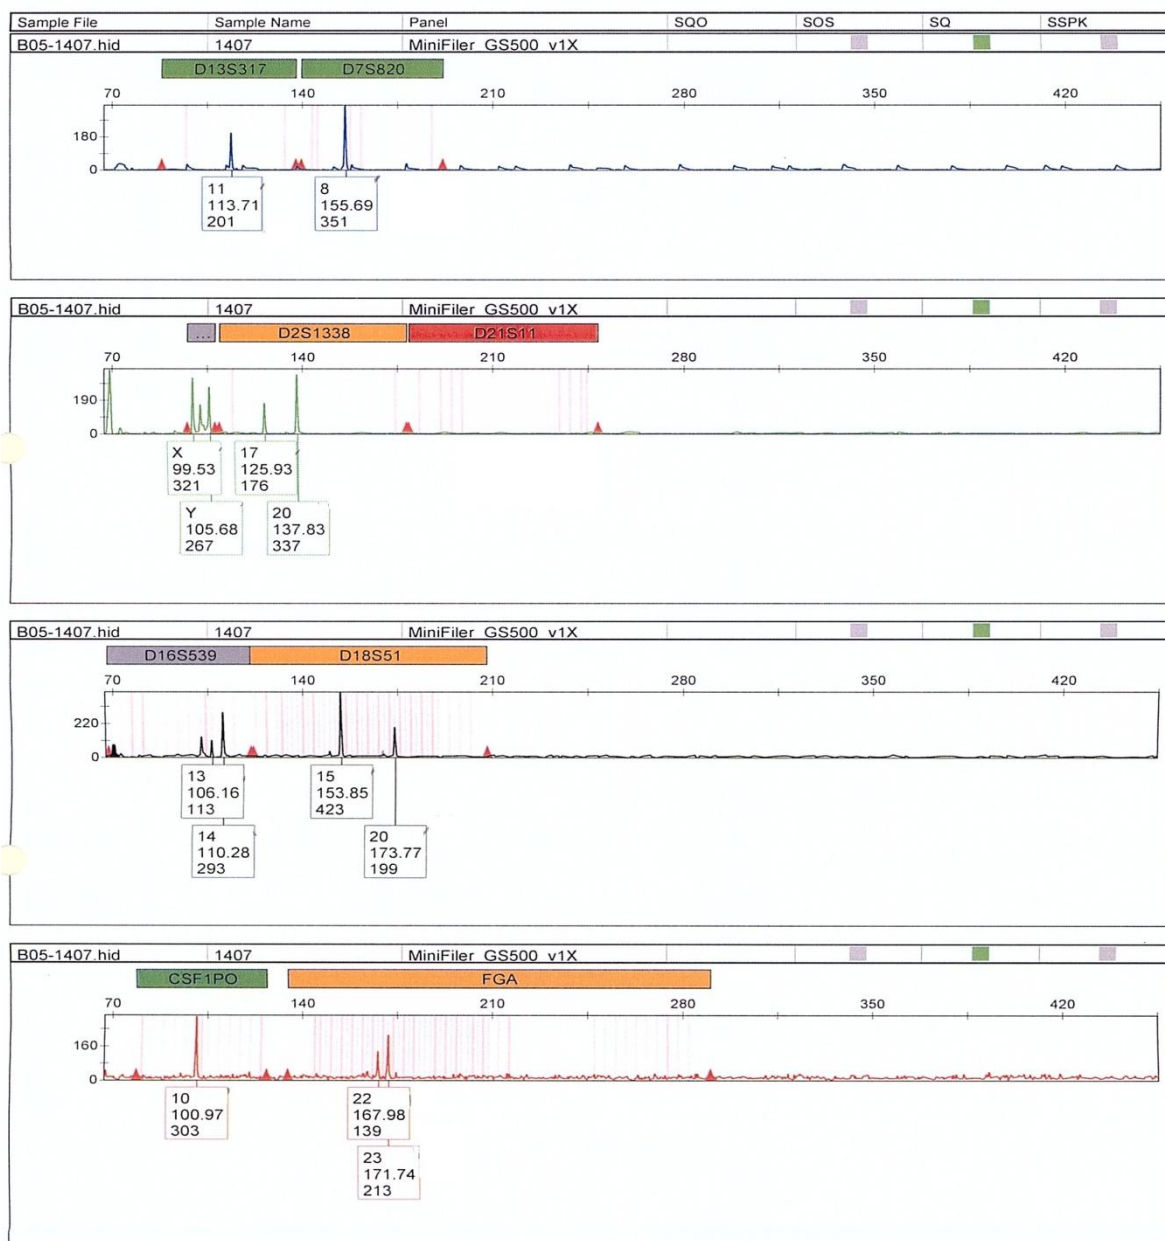 Sample File Sample Name Panel SQO SOS SQ SSPK
B05-1407.hid 1407 MiniFiler_GS500_v1X
D13S317 D7S820
70 140 210 280 350 420
180
0
11 8
113.71 155.69
201 351
B05-1407.hid 1407 MiniFiler_GS500_v1X
... D2S1338 D21S11
70 140 210 280 350 420
190
0
X 17
99.53 125.93
321 176
Y 20
105.68 137.83
267 337
B05-1407.hid 1407 MiniFiler_GS500_v1X
D16S539 D18S51
70 140 210 280 350 420
220
0
13 15
106.16 153.85
113 423
14 20
110.28 173.77
293 199
B05-1407.hid 1407 MiniFiler_GS500_v1X
CSF1PO FGA
70 140 210 280 350 420
160
0
10 22
100.97 167.98
303 139
23
171.74
213